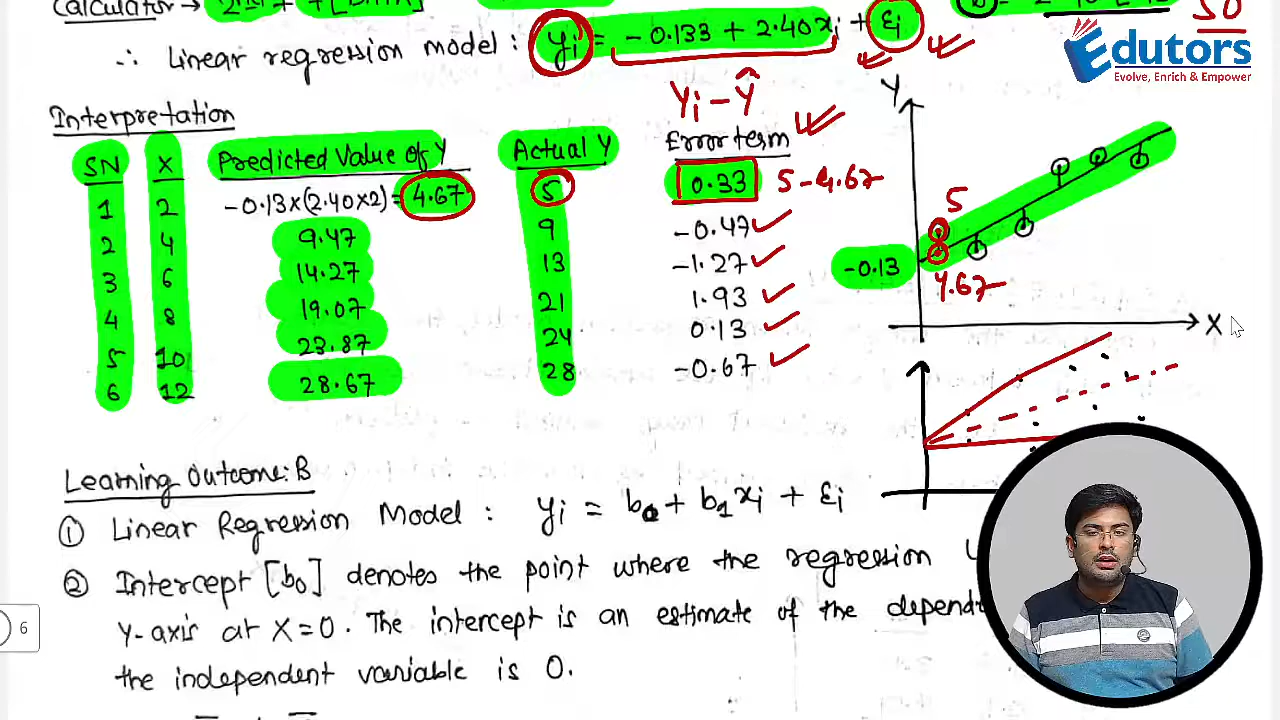 Calculator →
∴ Linear regression model : yi = -0.133 + 2.40xi + εi
50
Edutors
Evolve, Enrich & Empower
Interpretation
Yi - Ŷ
SN X Predicted Value of Y Actual Y Error term
1 2 -0.13×(2.40×2)= 4.67 5 0.33 5-4.67
2 4 9.47 9 -0.47
3 6 14.27 13 -1.27
4 8 19.07 21 1.93
5 10 23.87 24 0.13
6 12 28.67 28 -0.67
Y
5
-0.13
4.67
X
Learning Outcome: B
① Linear Regression Model : yi = b0 + b1 xi + εi
② Intercept [b0] denotes the point where the regression
Y-axis at X=0. The intercept is an estimate of the
the independent variable is 0.
6